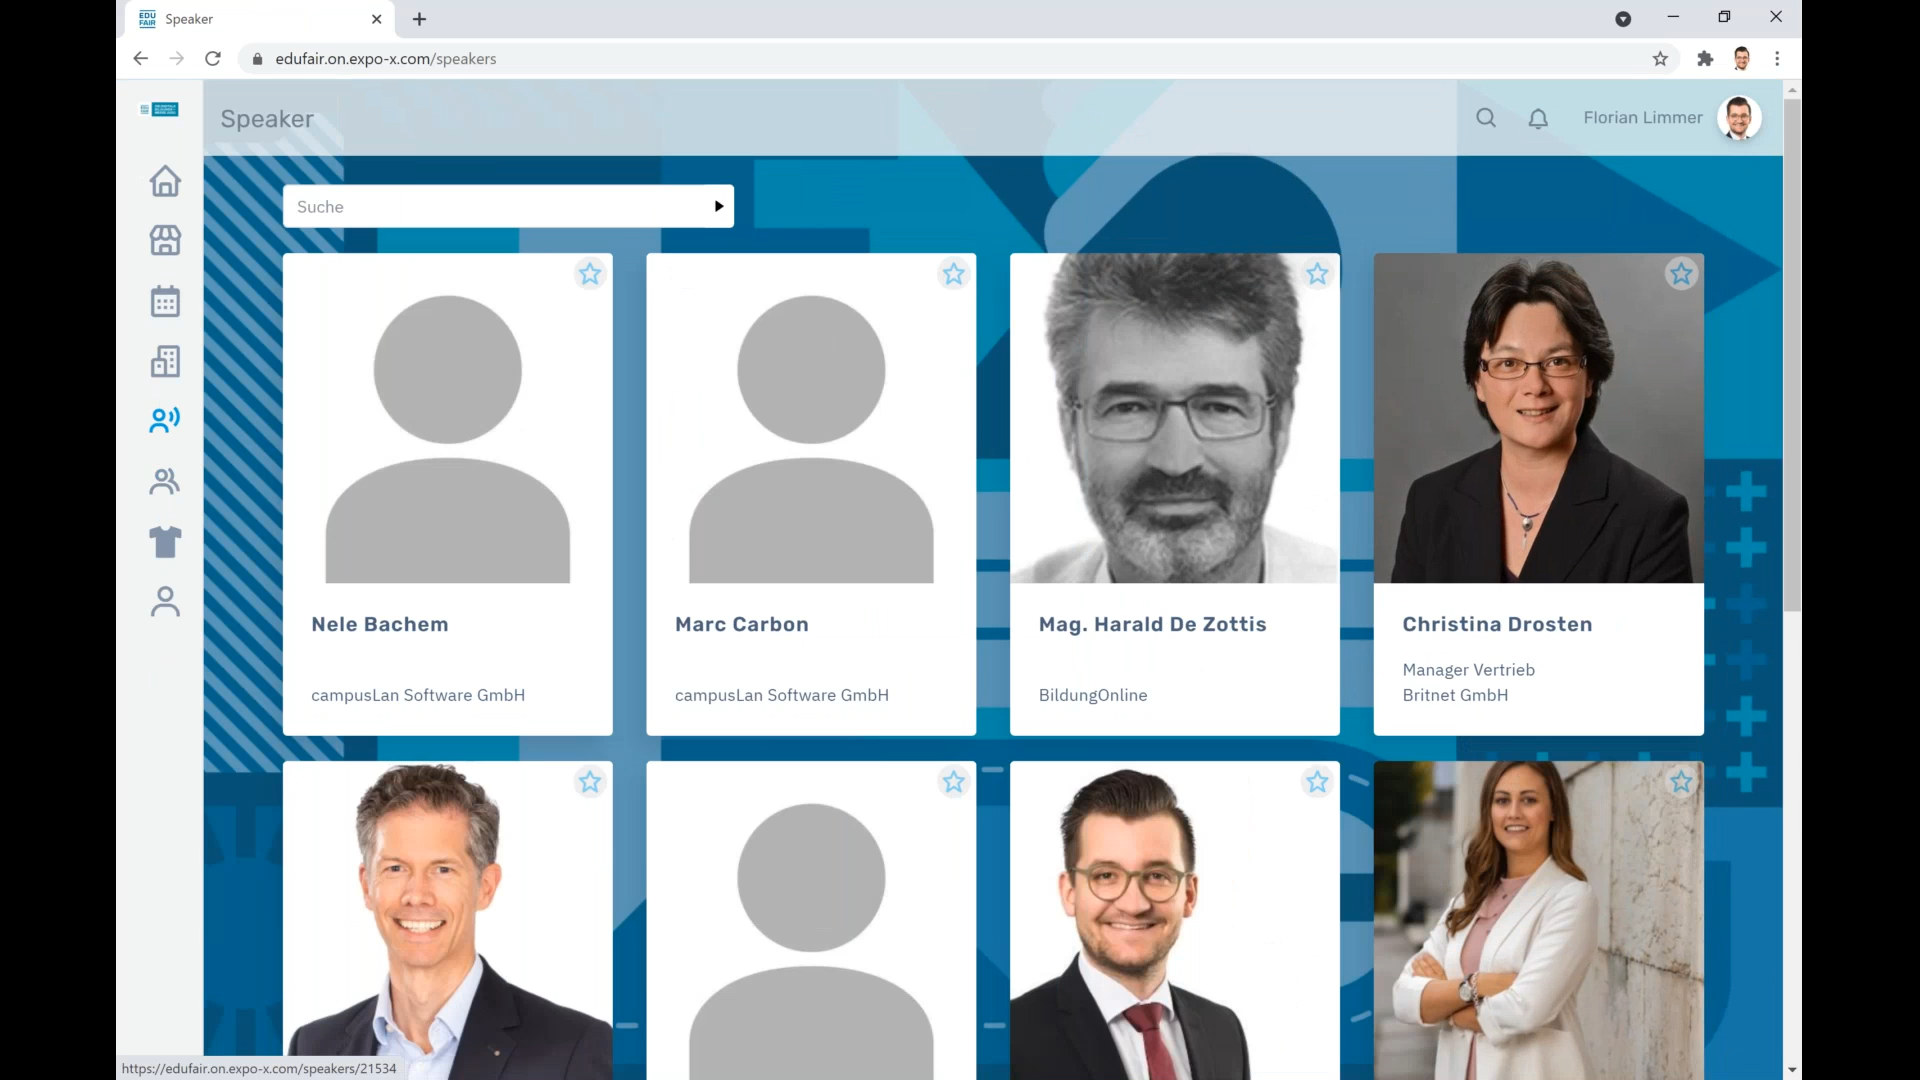 EDU
FAIR
Speaker
edufair.on.expo-x.com/speakers
Speaker
Florian Limmer
Suche
Nele Bachem
campusLan Software GmbH
Marc Carbon
campusLan Software GmbH
Mag. Harald De Zottis
BildungOnline
Christina Drosten
Manager Vertrieb
Britnet GmbH
https://edufair.on.expo-x.com/speakers/21534